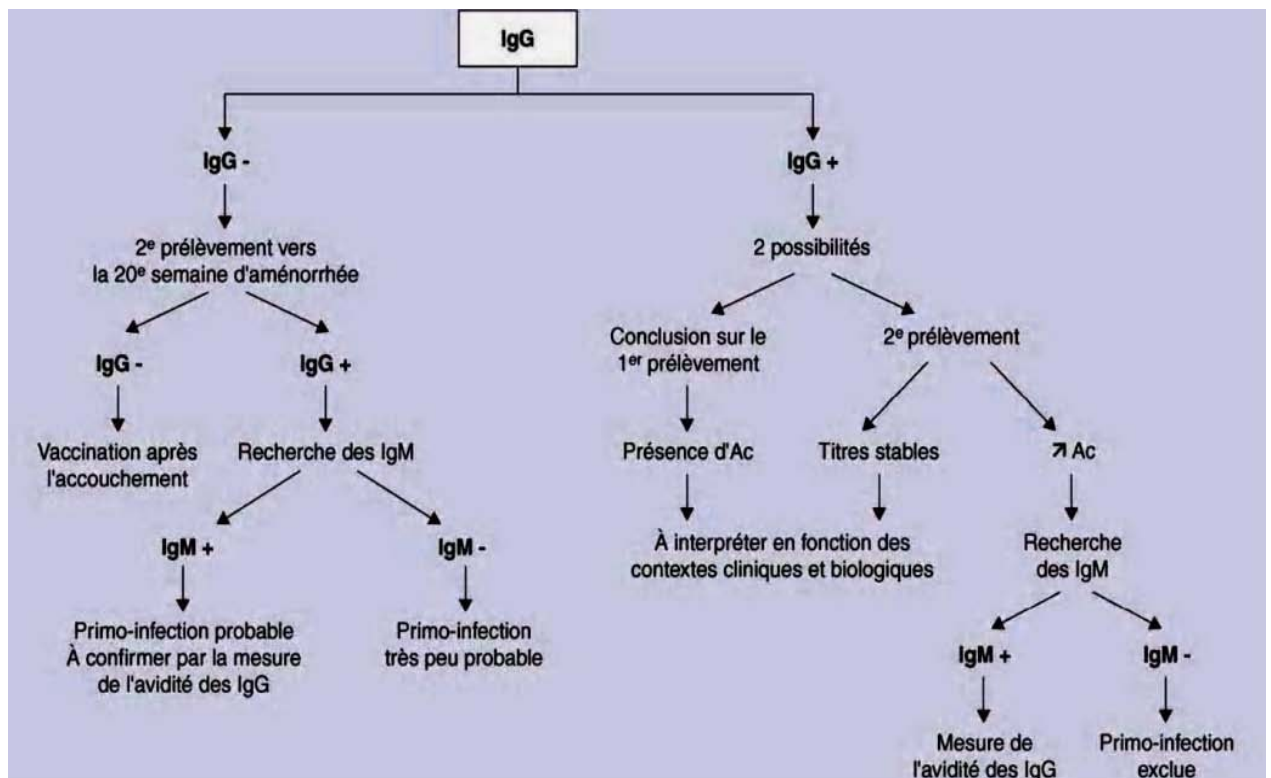 IgG
IgG -
IgG +
2e prélèvement vers
la 20e semaine d'aménorrhée
2 possibilités
Conclusion sur le
1er prélèvement
2e prélèvement
IgG -
IgG +
Vaccination après
l'accouchement
Recherche des IgM
Présence d'Ac
Titres stables
↗ Ac
IgM +
IgM -
À interpréter en fonction des
contextes cliniques et biologiques
Recherche
des IgM
Primo-infection probable
À confirmer par la mesure
de l'avidité des IgG
Primo-infection
très peu probable
IgM +
IgM -
Mesure de
l'avidité des IgG
Primo-infection
exclue